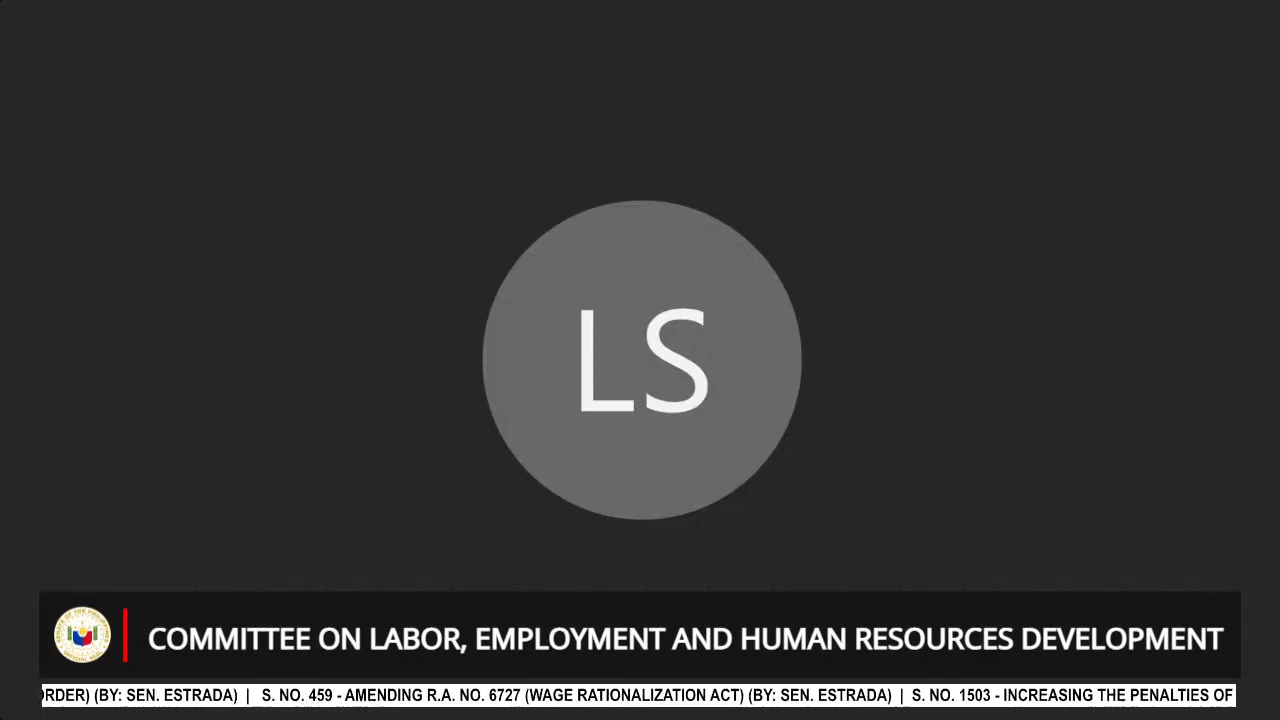 LS
COMMITTEE ON LABOR, EMPLOYMENT AND HUMAN RESOURCES DEVELOPMENT
ORDER) (BY: SEN. ESTRADA) | S. NO. 459 - AMENDING R.A. NO. 6727 (WAGE RATIONALIZATION ACT) (BY: SEN. ESTRADA) | S. NO. 1503 - INCREASING THE PENALTIES OF